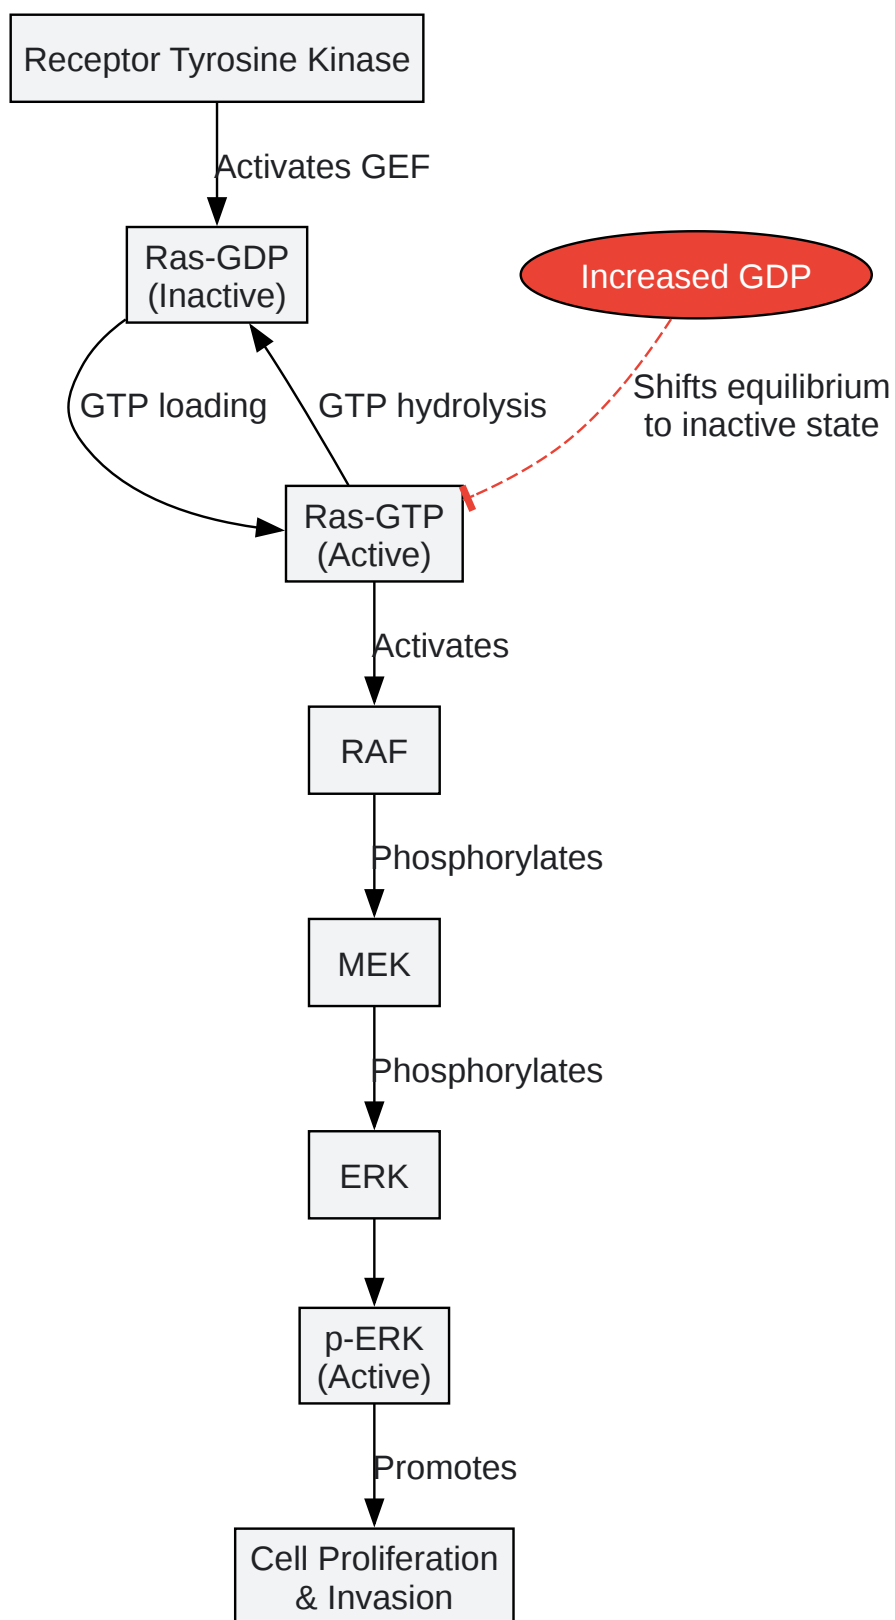 Receptor Tyrosine Kinase
Activates GEF
Ras-GDP
(Inactive)
Increased GDP
GTP loading
GTP hydrolysis
Shifts equilibrium
to inactive state
Ras-GTP
(Active)
Activates
RAF
Phosphorylates
MEK
Phosphorylates
ERK
p-ERK
(Active)
Promotes
Cell Proliferation
& Invasion